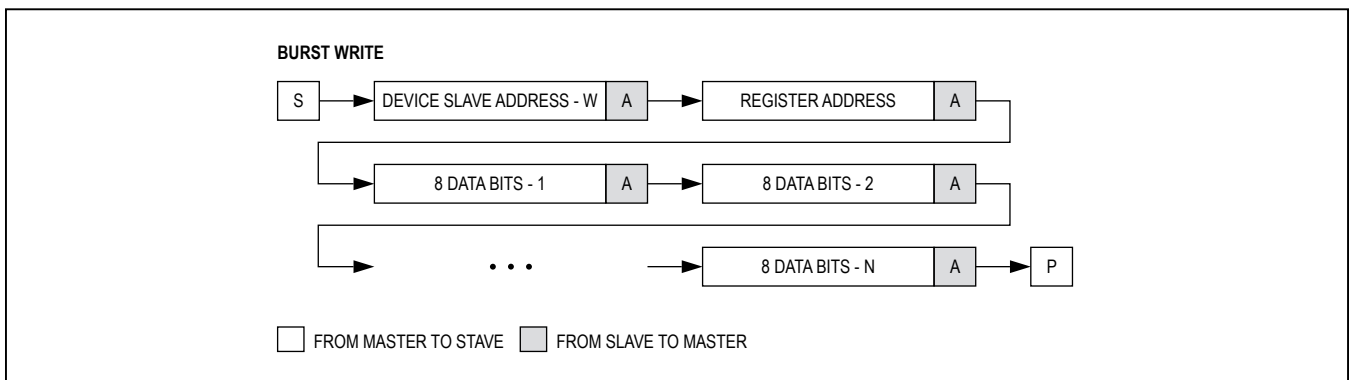 BURST WRITE
S DEVICE SLAVE ADDRESS - W A REGISTER ADDRESS A
8 DATA BITS - 1 A 8 DATA BITS - 2 A
• • • 8 DATA BITS - N A P
FROM MASTER TO STAVE FROM SLAVE TO MASTER